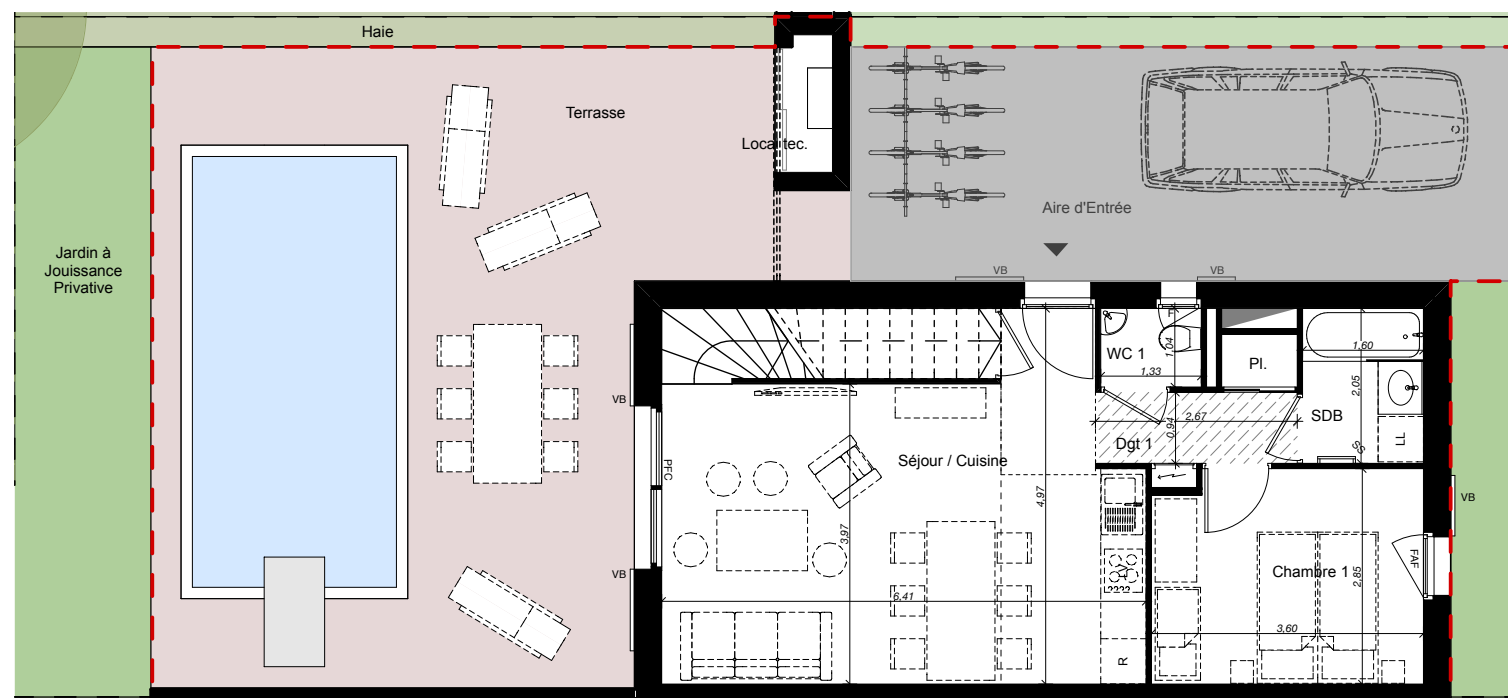 Haie
Terrasse
Local tec.
Aire d'Entrée
Jardin à
Jouissance
Privative
VB
VB
F
WC 1
1,04
1,33
Pl.
1,60
2,05
SDB
LL
SS
VB
PFC
Dgt 1
0,94
2,67
Séjour / Cuisine
4,97
3,97
VB
VB
6,41
EV
R
Chambre 1
FAF
2,85
3,60